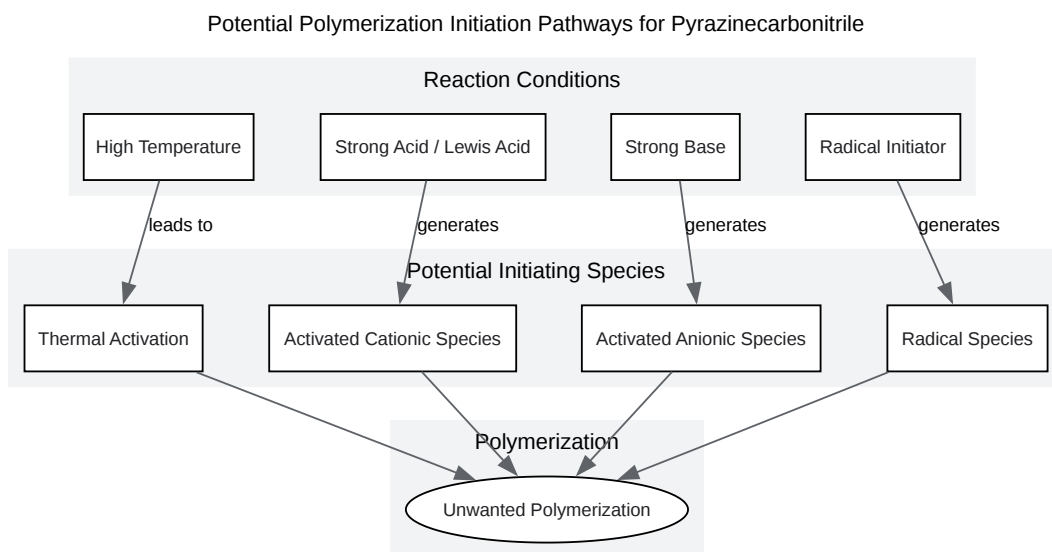 Potential Polymerization Initiation Pathways for Pyrazinecarbonitrile
Reaction Conditions
High Temperature
Strong Acid / Lewis Acid
Strong Base
Radical Initiator
leads to
generates
generates
generates
Potential Initiating Species
Thermal Activation
Activated Cationic Species
Activated Anionic Species
Radical Species
Polymerization
Unwanted Polymerization